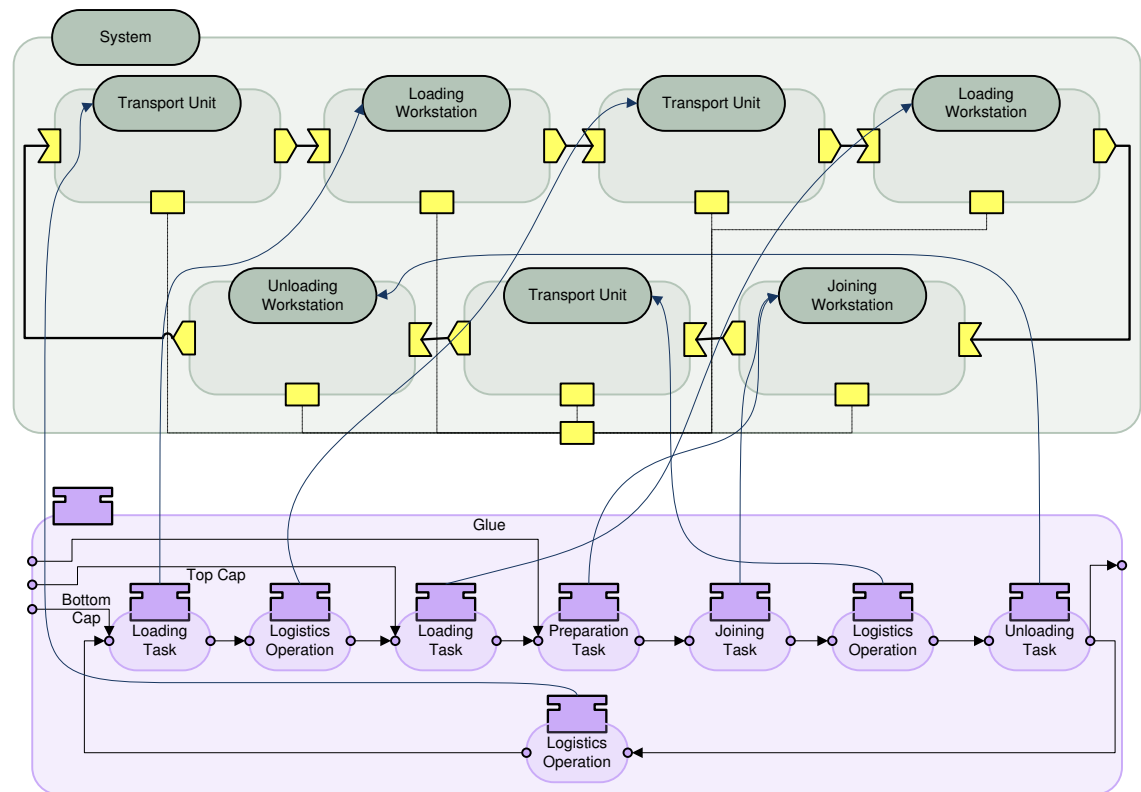 System
Transport Unit
Loading
Workstation
Transport Unit
Loading
Workstation
Unloading
Workstation
Transport Unit
Joining
Workstation
Glue
Top Cap
Bottom
Cap
Loading
Task
Logistics
Operation
Loading
Task
Preparation
Task
Joining
Task
Logistics
Operation
Unloading
Task
Logistics
Operation